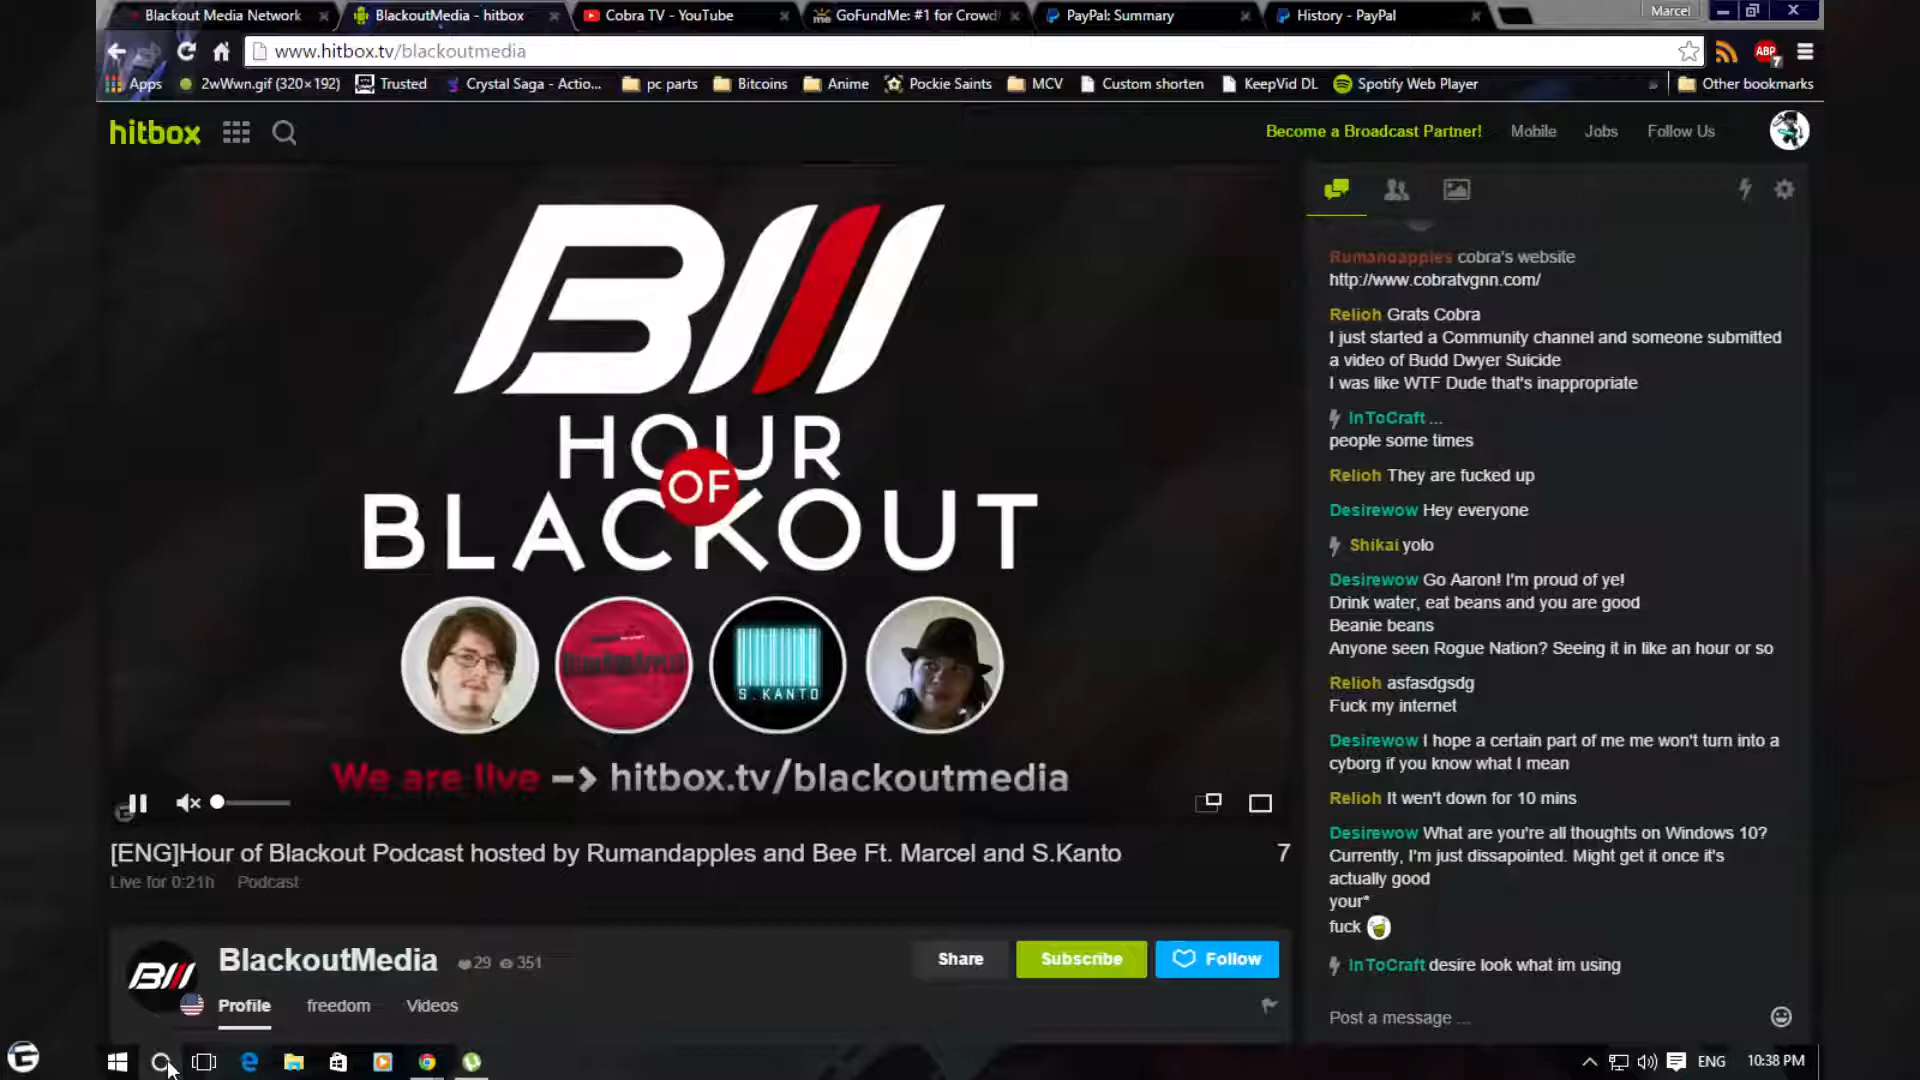 Blackout Media Network
BlackoutMedia - hitbox
Cobra TV - YouTube
GoFundMe: #1 for Crowd
PayPal: Summary
History - PayPal
Marcel
www.hitbox.tv/blackoutmedia
ABP
7
Apps
2wWwn.gif (320×192)
Trusted
Crystal Saga - Actio...
pc parts
Bitcoins
Anime
Pockie Saints
MCV
Custom shorten
KeepVid DL
Spotify Web Player
»
Other bookmarks
hitbox
Become a Broadcast Partner!
Mobile
Jobs
Follow Us
BM
HOUR
OF
BLACKOUT
S.KANTO
We are live –> hitbox.tv/blackoutmedia
[ENG]Hour of Blackout Podcast hosted by Rumandapples and Bee Ft. Marcel and S.Kanto
7
Live for 0:21h
Podcast
BM
BlackoutMedia
29
351
Share
Subscribe
Follow
Profile
freedom
Videos
Rumandapples cobra's website
http://www.cobratvgnn.com/
Relioh Grats Cobra
I just started a Community channel and someone submitted
a video of Budd Dwyer Suicide
I was like WTF Dude that's inappropriate
InToCraft ...
people some times
Relioh They are fucked up
Desirewow Hey everyone
Shikai yolo
Desirewow Go Aaron! I'm proud of ye!
Drink water, eat beans and you are good
Beanie beans
Anyone seen Rogue Nation? Seeing it in like an hour or so
Relioh asfasdgsdg
Fuck my internet
Desirewow I hope a certain part of me me won't turn into a
cyborg if you know what I mean
Relioh It wen't down for 10 mins
Desirewow What are you're all thoughts on Windows 10?
Currently, I'm just dissapointed. Might get it once it's
actually good
your*
fuck
InToCraft desire look what im using
Post a message ...
ENG
10:38 PM